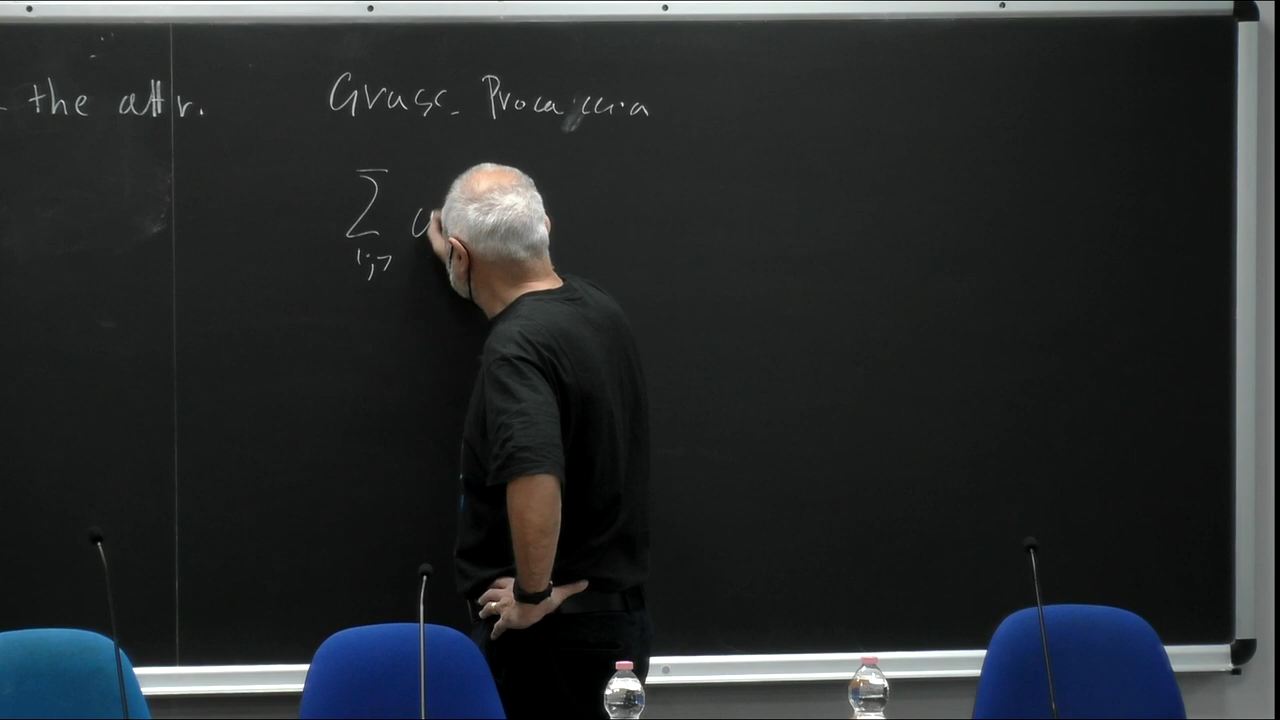 the attr.
Grass. Procaccia
Σ
i,j